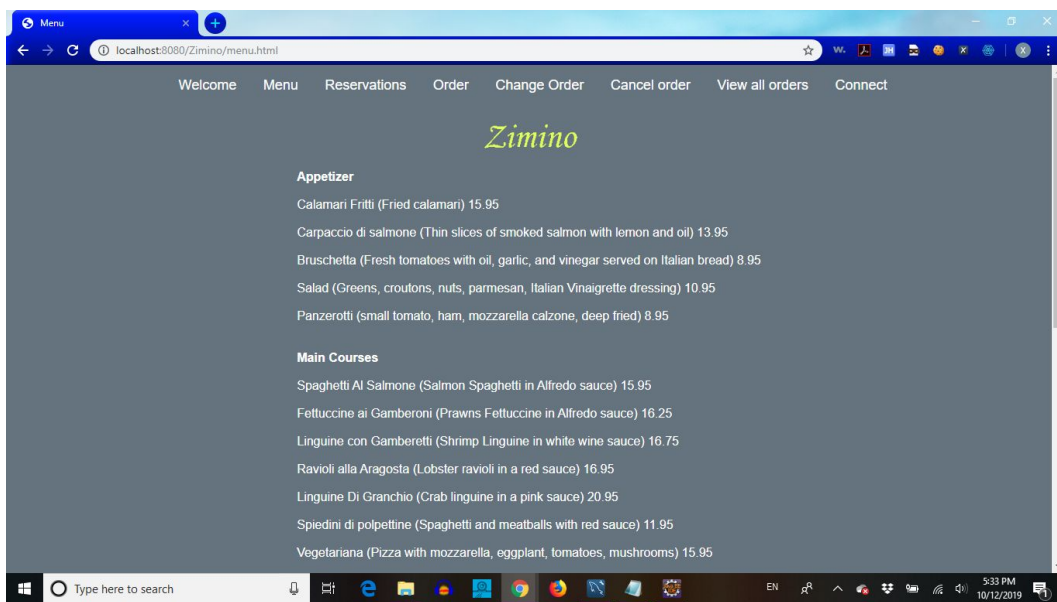 Menu
localhost:8080/Zimino/menu.html
W.
Welcome Menu Reservations Order Change Order Cancel order View all orders Connect
Zimino
Appetizer
Calamari Fritti (Fried calamari) 15.95
Carpaccio di salmone (Thin slices of smoked salmon with lemon and oil) 13.95
Bruschetta (Fresh tomatoes with oil, garlic, and vinegar served on Italian bread) 8.95
Salad (Greens, croutons, nuts, parmesan, Italian Vinaigrette dressing) 10.95
Panzerotti (small tomato, ham, mozzarella calzone, deep fried) 8.95
Main Courses
Spaghetti Al Salmone (Salmon Spaghetti in Alfredo sauce) 15.95
Fettuccine ai Gamberoni (Prawns Fettuccine in Alfredo sauce) 16.25
Linguine con Gamberetti (Shrimp Linguine in white wine sauce) 16.75
Ravioli alla Aragosta (Lobster ravioli in a red sauce) 16.95
Linguine Di Granchio (Crab linguine in a pink sauce) 20.95
Spiedini di polpettine (Spaghetti and meatballs with red sauce) 11.95
Vegetariana (Pizza with mozzarella, eggplant, tomatoes, mushrooms) 15.95
Type here to search
EN
5:33 PM
10/12/2019